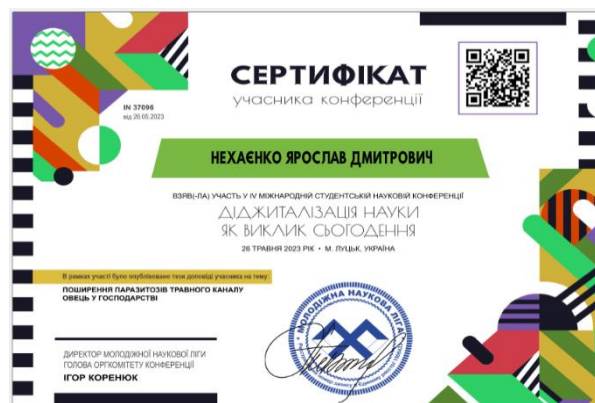 СЕРТИФІКАТ
учасника конференції
IN 37096
від 26.05.2023
НЕХАЄНКО ЯРОСЛАВ ДМИТРОВИЧ
ВЗЯВ(-ЛА) УЧАСТЬ У IV МІЖНАРОДНІЙ СТУДЕНТСЬКІЙ НАУКОВІЙ КОНФЕРЕНЦІЇ
ДІДЖИТАЛІЗАЦІЯ НАУКИ
ЯК ВИКЛИК СЬОГОДЕННЯ
26 ТРАВНЯ 2023 РІК • М. ЛУЦЬК, УКРАЇНА
В рамках участі було опубліковано тези доповіді учасника на тему:
ПОШИРЕННЯ ПАРАЗИТОЗІВ ТРАВНОГО КАНАЛУ
ОВЕЦЬ У ГОСПОДАРСТВІ
ДИРЕКТОР МОЛОДІЖНОЇ НАУКОВОЇ ЛІГИ
ГОЛОВА ОРГКОМІТЕТУ КОНФЕРЕНЦІЇ
ІГОР КОРЕНЮК
МОЛОДІЖНА НАУКОВА ЛІГА